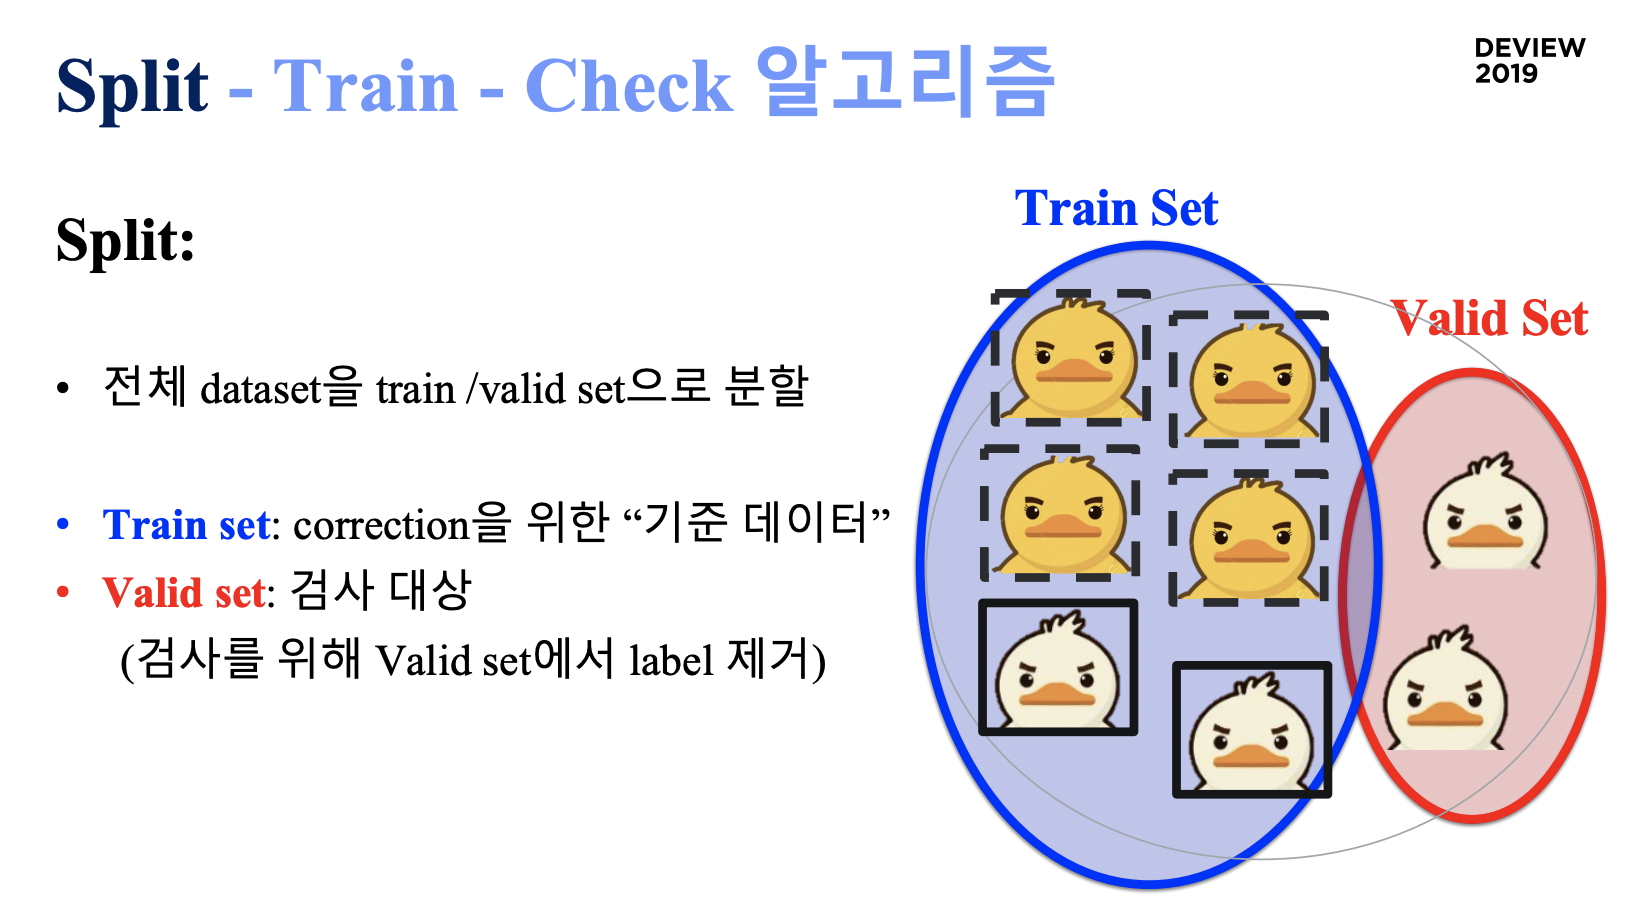 Split - Train - Check 알고리즘
DEVIEW
2019
Split:
• 전체 dataset을 train /valid set으로 분할
• Train set: correction을 위한 “기준 데이터”
• Valid set: 검사 대상
(검사를 위해 Valid set에서 label 제거)
Train Set
Valid Set